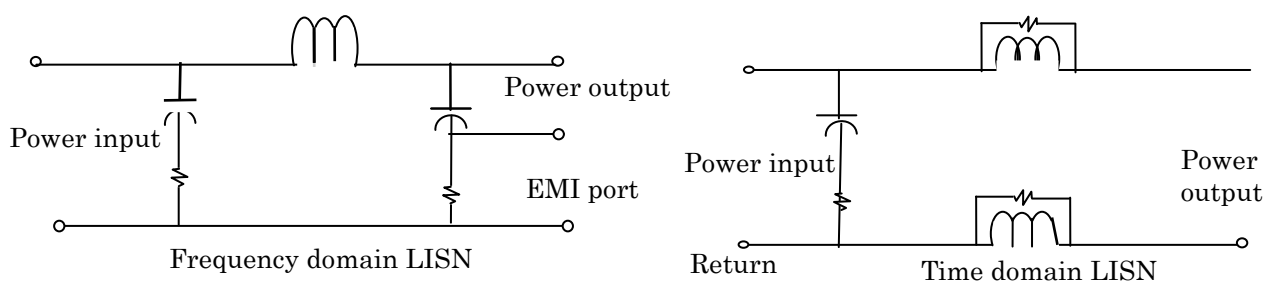 Power output
Power input
EMI port
Frequency domain LISN
Power input
Power
output
Return
Time domain LISN